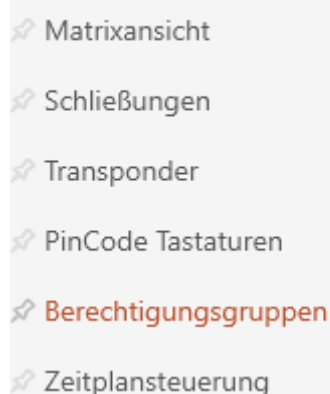 Matrixansicht
Schließungen
Transponder
PinCode Tastaturen
Berechtigungsgruppen
Zeitplansteuerung